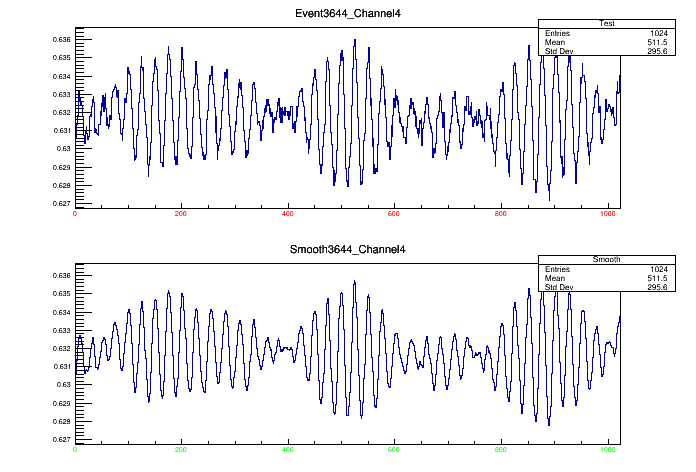 Event3644_Channel4
Test
Entries 1024
Mean 511.5
Std Dev 295.6
0.636
0.635
0.634
0.633
0.632
0.631
0.63
0.629
0.628
0.627
0 200 400 600 800 1000
Smooth3644_Channel4
Smooth
Entries 1024
Mean 511.5
Std Dev 295.6
0.636
0.635
0.634
0.633
0.632
0.631
0.63
0.629
0.628
0.627
0 200 400 600 800 1000